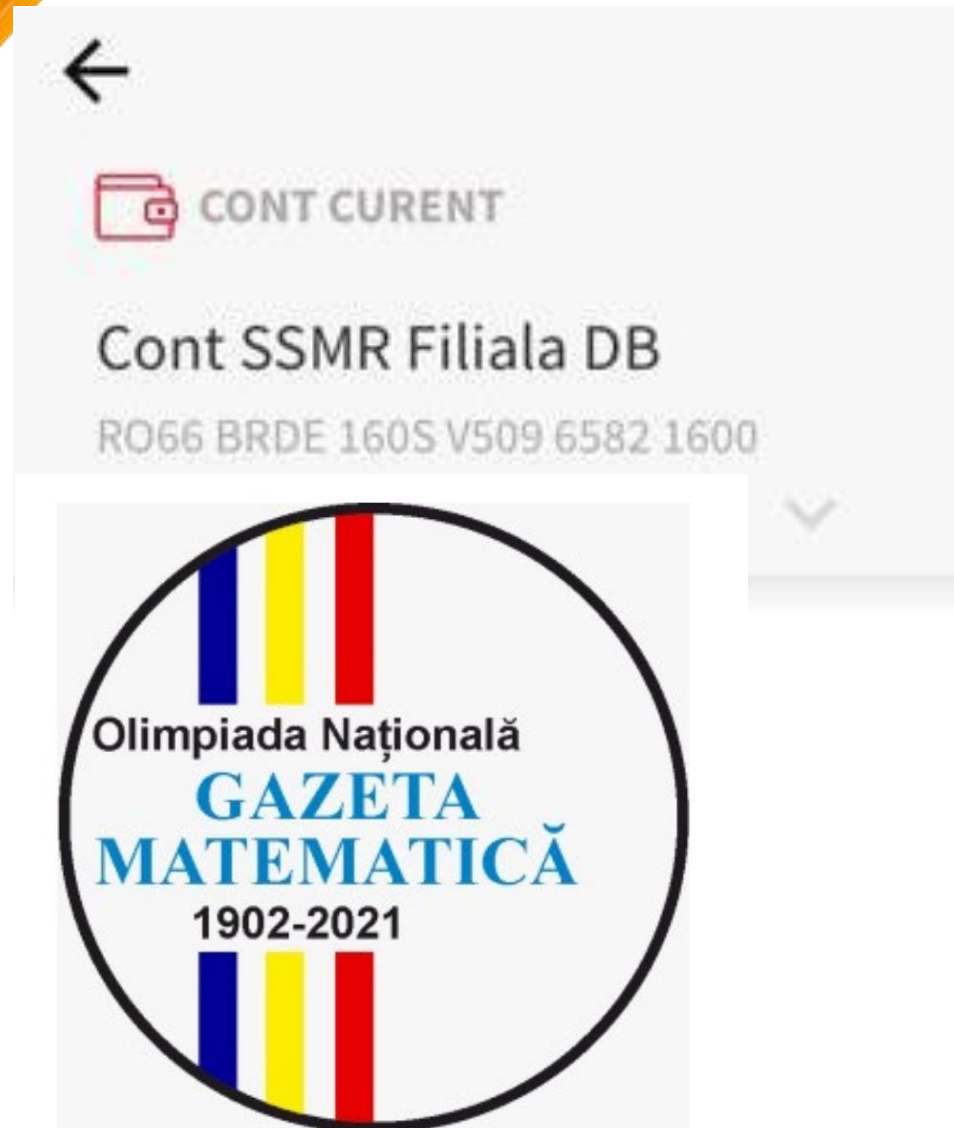 CONT CURENT
Cont SSMR Filiala DB
RO66 BRDE 160S V509 6582 1600
Olimpiada Națională
GAZETA
MATEMATICĂ
1902-2021